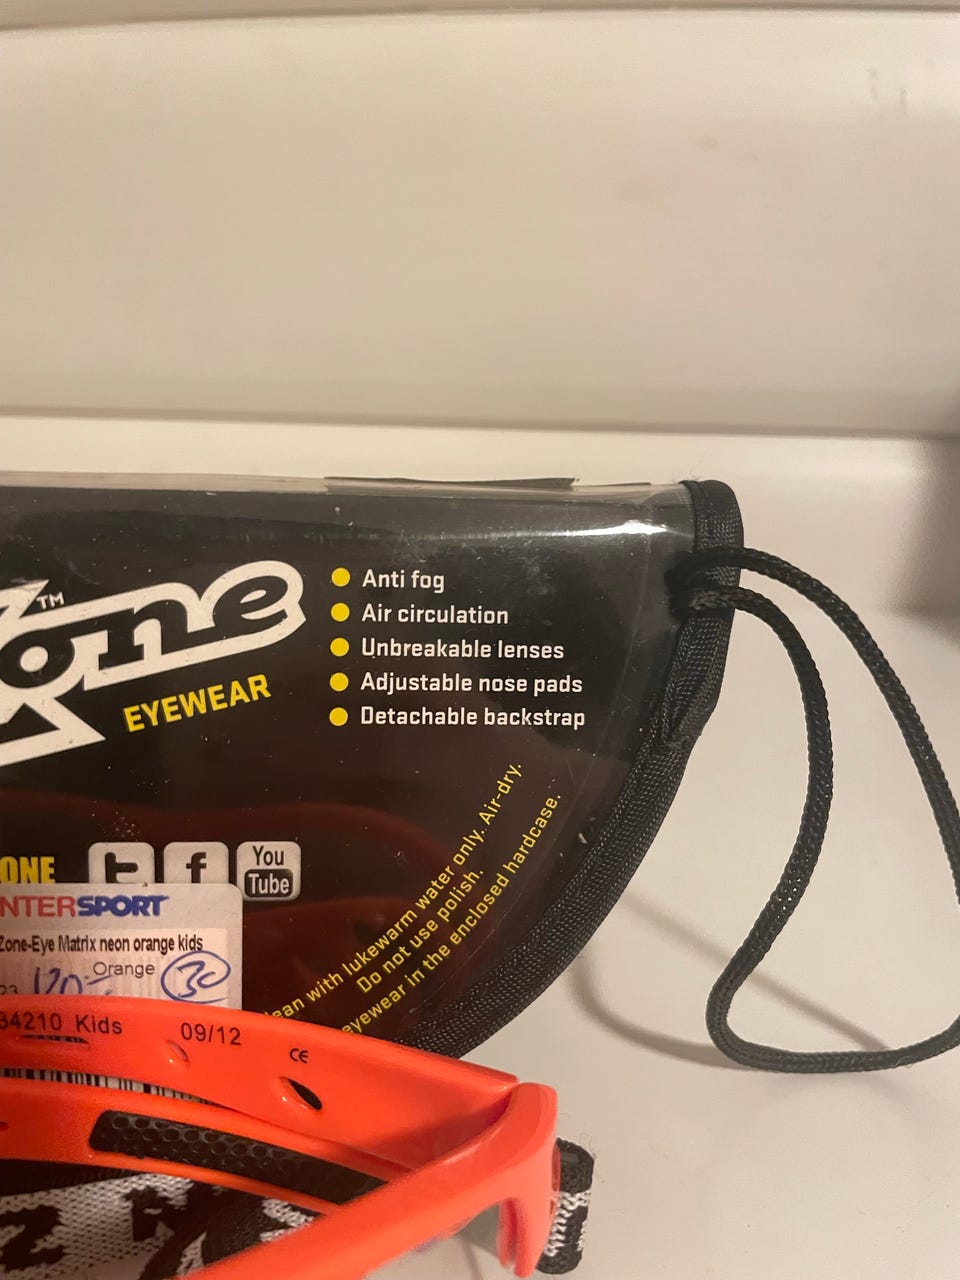 zone™
EYEWEAR
Anti fog
Air circulation
Unbreakable lenses
Adjustable nose pads
Detachable backstrap
lean with lukewarm water only. Air-dry.
Do not use polish.
eyewear in the enclosed hardcase.
ONE
You
Tube
NTERSPORT
Zone-Eye Matrix neon orange kids
Orange
23 120:-
34210 Kids
09/12
CE